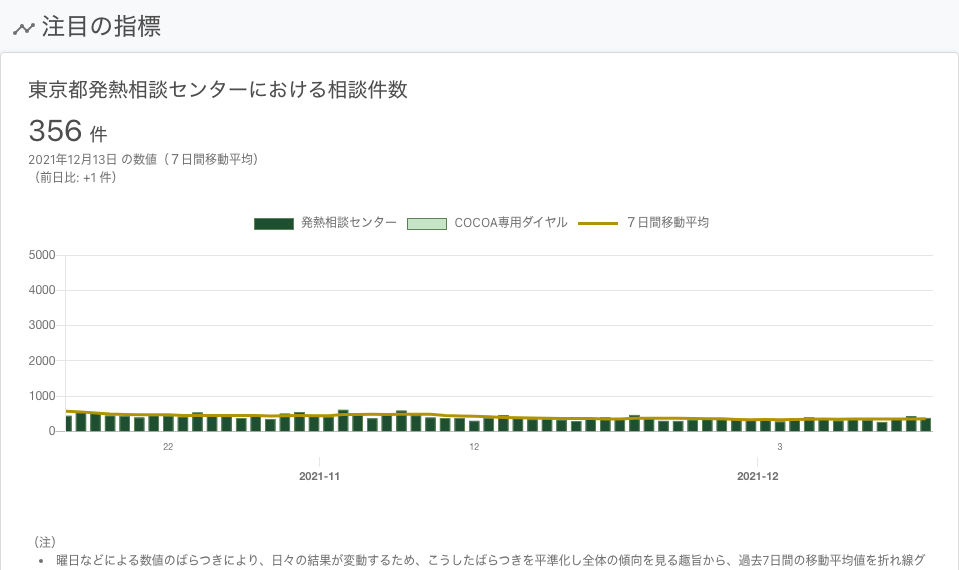 注目の指標
東京都発熱相談センターにおける相談件数
356 件
2021年12月13日 の数値（７日間移動平均）
（前日比: +1 件）
発熱相談センター COCOA専用ダイヤル ７日間移動平均
5000
4000
3000
2000
1000
0
22 12 3
2021-11 2021-12
（注）
• 曜日などによる数値のばらつきにより、日々の結果が変動するため、こうしたばらつきを平準化し全体の傾向を見る趣旨から、過去7日間の移動平均値を折れ線グ